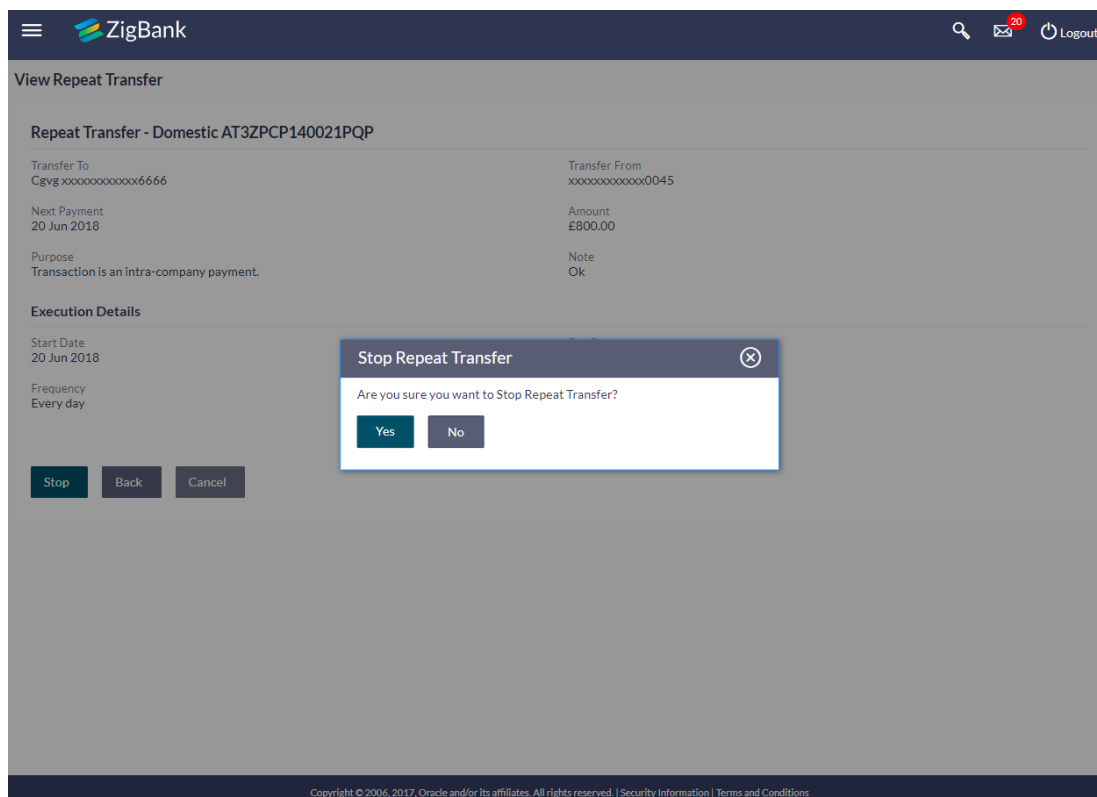 ZigBank
20
Logout
View Repeat Transfer
Repeat Transfer - Domestic AT3ZPCP140021PQP
Transfer To
Cgvg xxxxxxxxxxxx6666
Transfer From
xxxxxxxxxxxx0045
Next Payment
20 Jun 2018
Amount
£800.00
Purpose
Transaction is an intra-company payment.
Note
Ok
Execution Details
Start Date
20 Jun 2018
Frequency
Every day
Stop Repeat Transfer
Are you sure you want to Stop Repeat Transfer?
Yes No
Stop Back Cancel
Copyright © 2006, 2017, Oracle and/or its affiliates. All rights reserved. | Security Information | Terms and Conditions